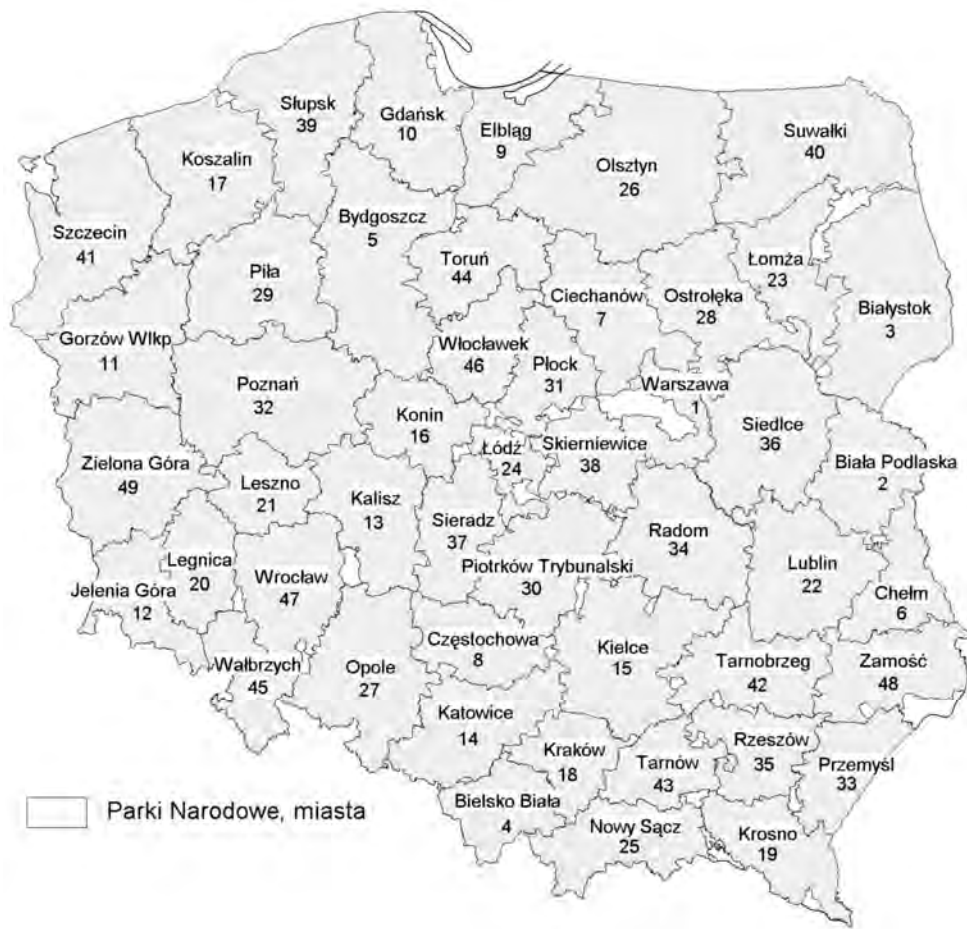 Słupsk
39
Gdańsk
10
Elbląg
9
Suwałki
40
Koszalin
17
Olsztyn
26
Szczecin
41
Bydgoszcz
5
Piła
29
Toruń
44
Ciechanów
7
Ostrołęka
28
Łomża
23
Białystok
3
Gorzów Wlkp
11
Włocławek
46
Płock
31
Poznań
32
Warszawa
1
Konin
16
Łódź
24
Skierniewice
38
Siedlce
36
Biała Podlaska
2
Zielona Góra
49
Leszno
21
Kalisz
13
Sieradz
37
Radom
34
Legnica
20
Jelenia Góra
12
Wrocław
47
Piotrków Trybunalski
30
Lublin
22
Chełm
6
Wałbrzych
45
Opole
27
Częstochowa
8
Kielce
15
Tarnobrzeg
42
Zamość
48
Katowice
14
Kraków
18
Tarnów
43
Rzeszów
35
Przemyśl
33
Bielsko Biała
4
Nowy Sącz
25
Krosno
19
Parki Narodowe, miasta